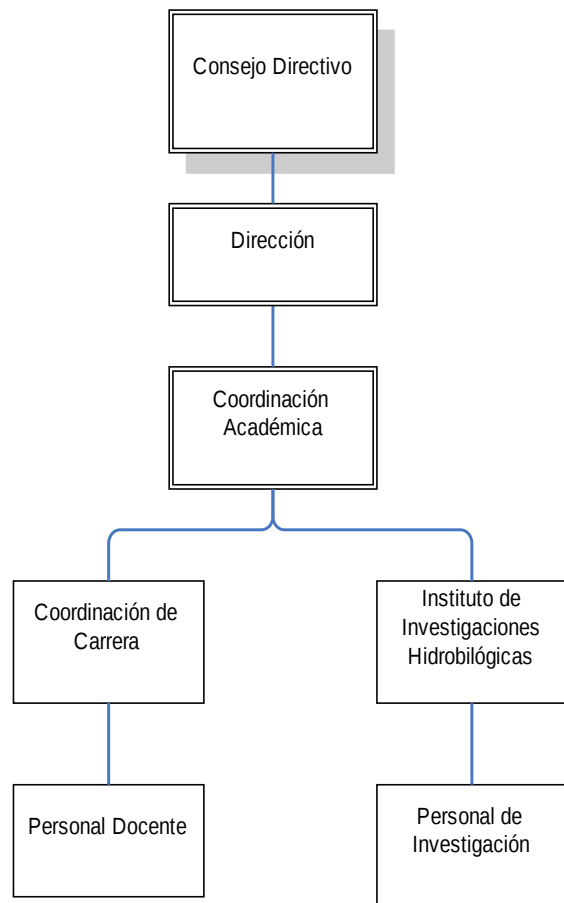 Consejo Directivo
Dirección
Coordinación
Académica
Coordinación de
Carrera
Instituto de
Investigaciones
Hidrobilógicas
Personal Docente
Personal de
Investigación